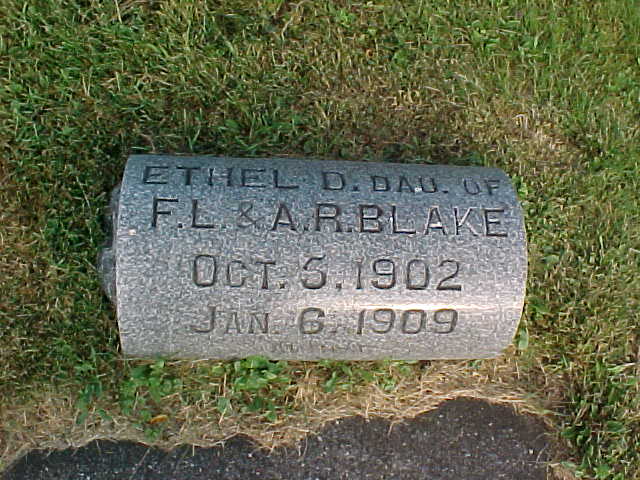 ETHEL D. DAU. OF
F.L. & A.R. BLAKE
OCT. 5. 1902
JAN. 6. 1909